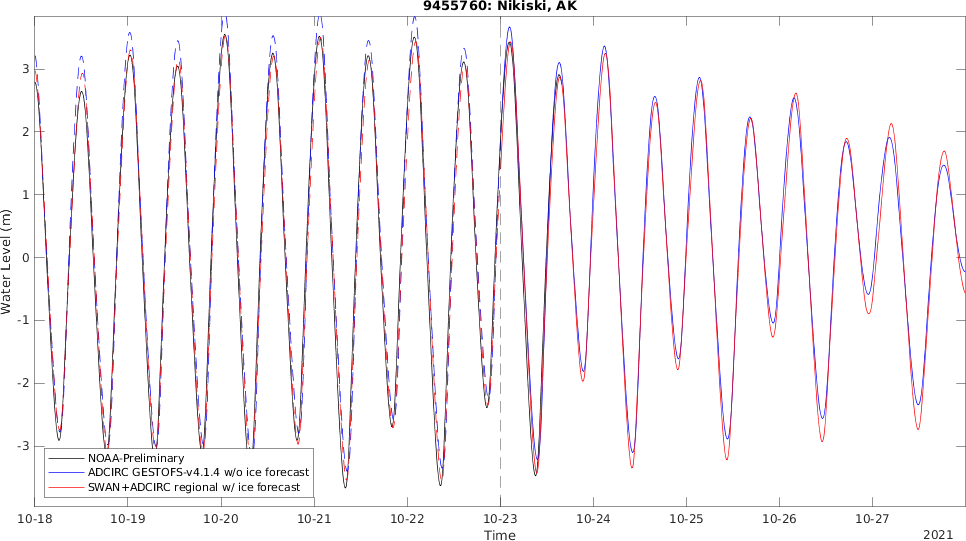 9455760: Nikiski, AK
Water Level (m)
3
2
1
0
-1
-2
-3
NOAA-Preliminary
ADCIRC GESTOFS-v4.1.4 w/o ice forecast
SWAN+ADCIRC regional w/ ice forecast
10-18 10-19 10-20 10-21 10-22 10-23 10-24 10-25 10-26 10-27
Time
2021